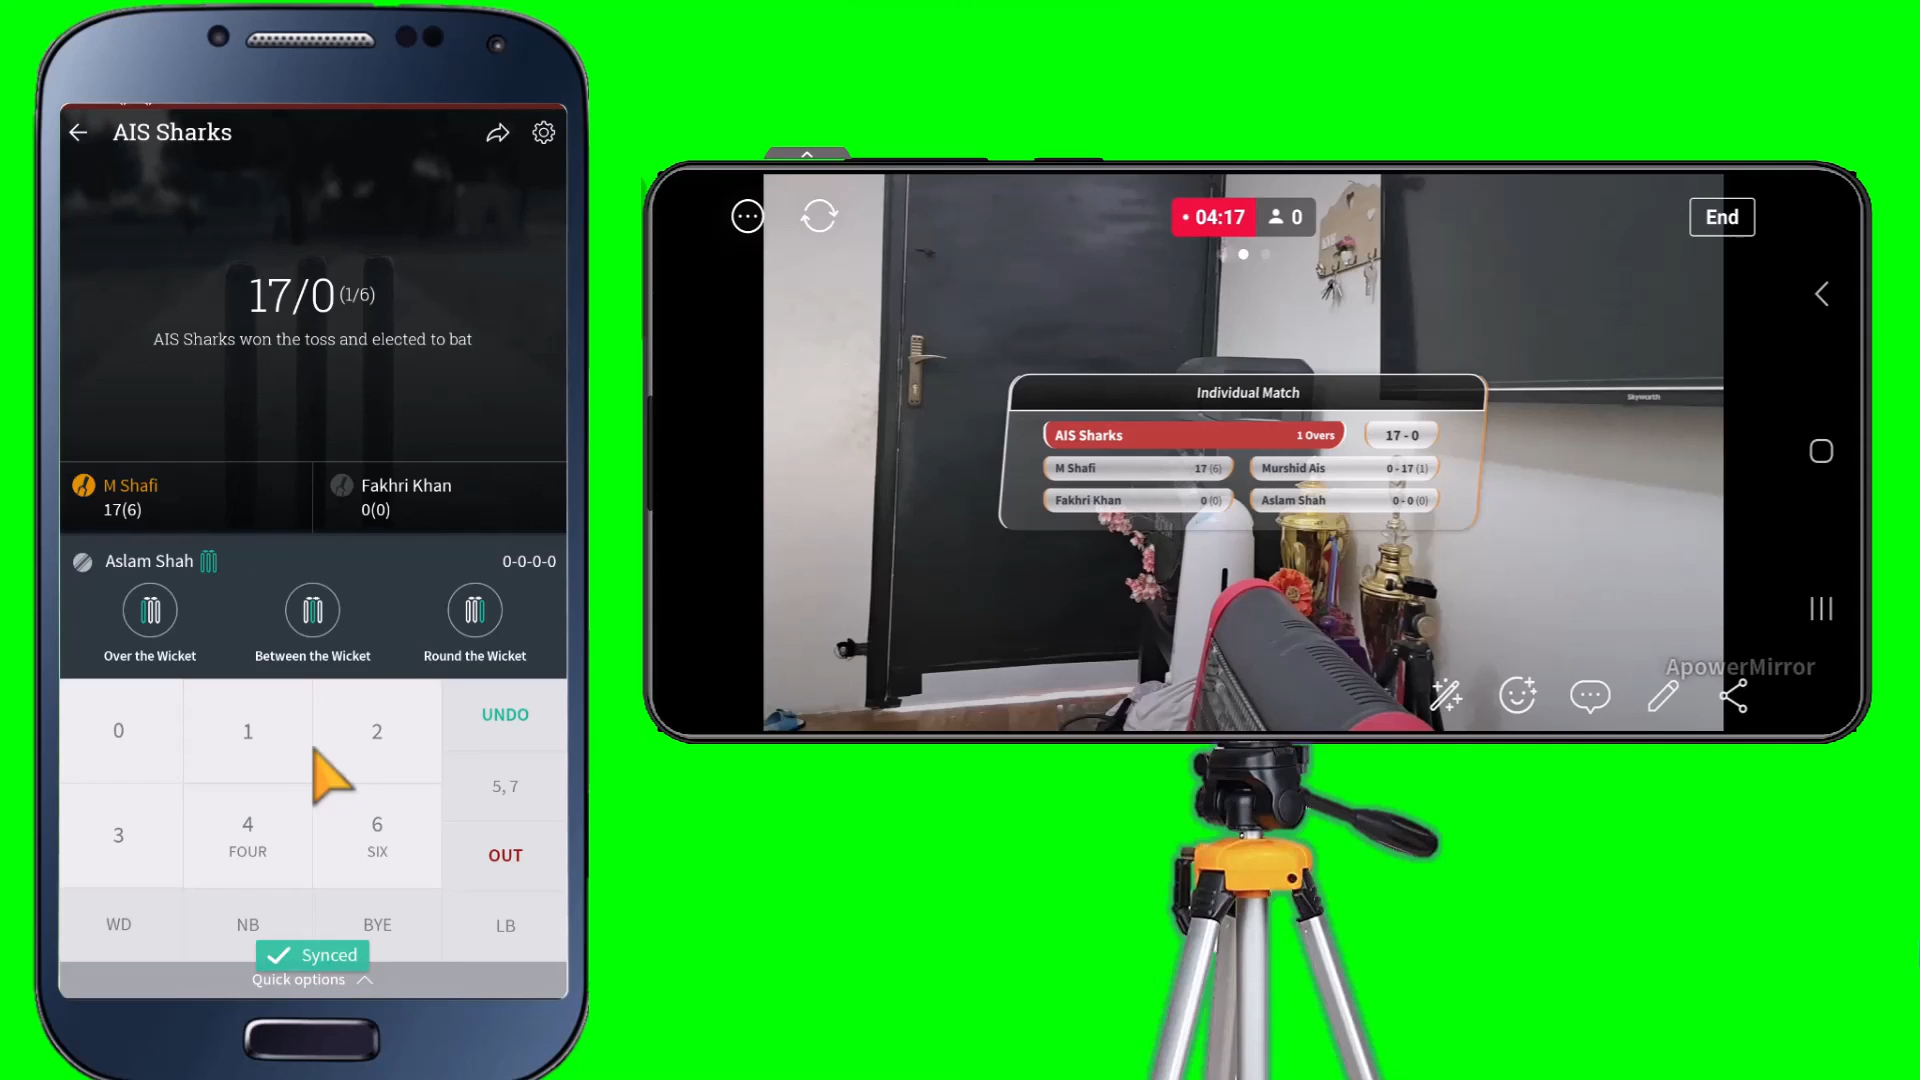 AIS Sharks
17/0 (1/6)
AIS Sharks won the toss and elected to bat
M Shafi
17(6)
Fakhri Khan
0(0)
Aslam Shah
0-0-0-0
Over the Wicket
Between the Wicket
Round the Wicket
0
1
2
UNDO
5, 7
3
4
FOUR
6
SIX
OUT
WD
NB
BYE
LB
Synced
Quick options
04:17
0
End
Skyworth
Individual Match
AIS Sharks 1 Overs 17 - 0
M Shafi 17 (6) Murshid Ais 0 - 17 (1)
Fakhri Khan 0 (0) Aslam Shah 0 - 0 (0)
ApowerMirror